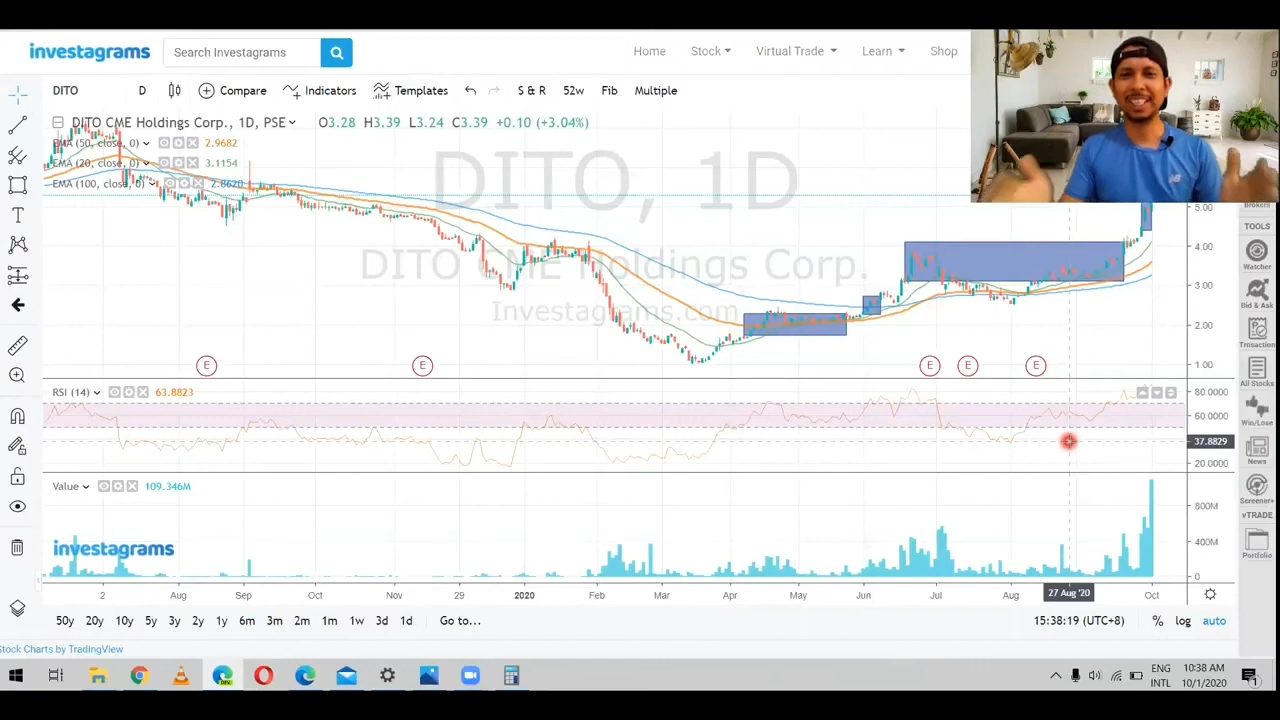 investagrams
Search Investagrams
Home
Stock
Virtual Trade
Learn
Shop
DITO
D
Compare
Indicators
Templates
S & R
52w
Fib
Multiple
DITO CME Holdings Corp., 1D, PSE
O3.28 H3.39 L3.24 C3.39 +0.10 (+3.04%)
EMA (50, close, 0)
2.9682
EMA (20, close, 0)
3.1154
EMA (100, close, 0)
2.8620
DITO, 1D
DITO CME Holdings Corp.
Investagrams.com
E
E
E
E
E
5.00
4.00
3.00
2.00
1.00
RSI (14)
63.8823
80.0000
60.0000
37.8829
20.0000
Value
109.346M
800M
400M
0
investagrams
2
Aug
Sep
Oct
Nov
29
2020
Feb
Mar
Apr
May
Jun
Jul
Aug
27 Aug '20
Oct
50y
20y
10y
5y
3y
2y
1y
6m
3m
2m
1m
1w
3d
1d
Go to...
15:38:19 (UTC+8)
%
log
auto
Stock Charts by TradingView
Brokers
TOOLS
Watcher
Bid & Ask
Transaction
All Stocks
Win/Lose
News
Screener+
vTRADE
Portfolio
DEV
ENG
INTL
10:38 AM
10/1/2020
1